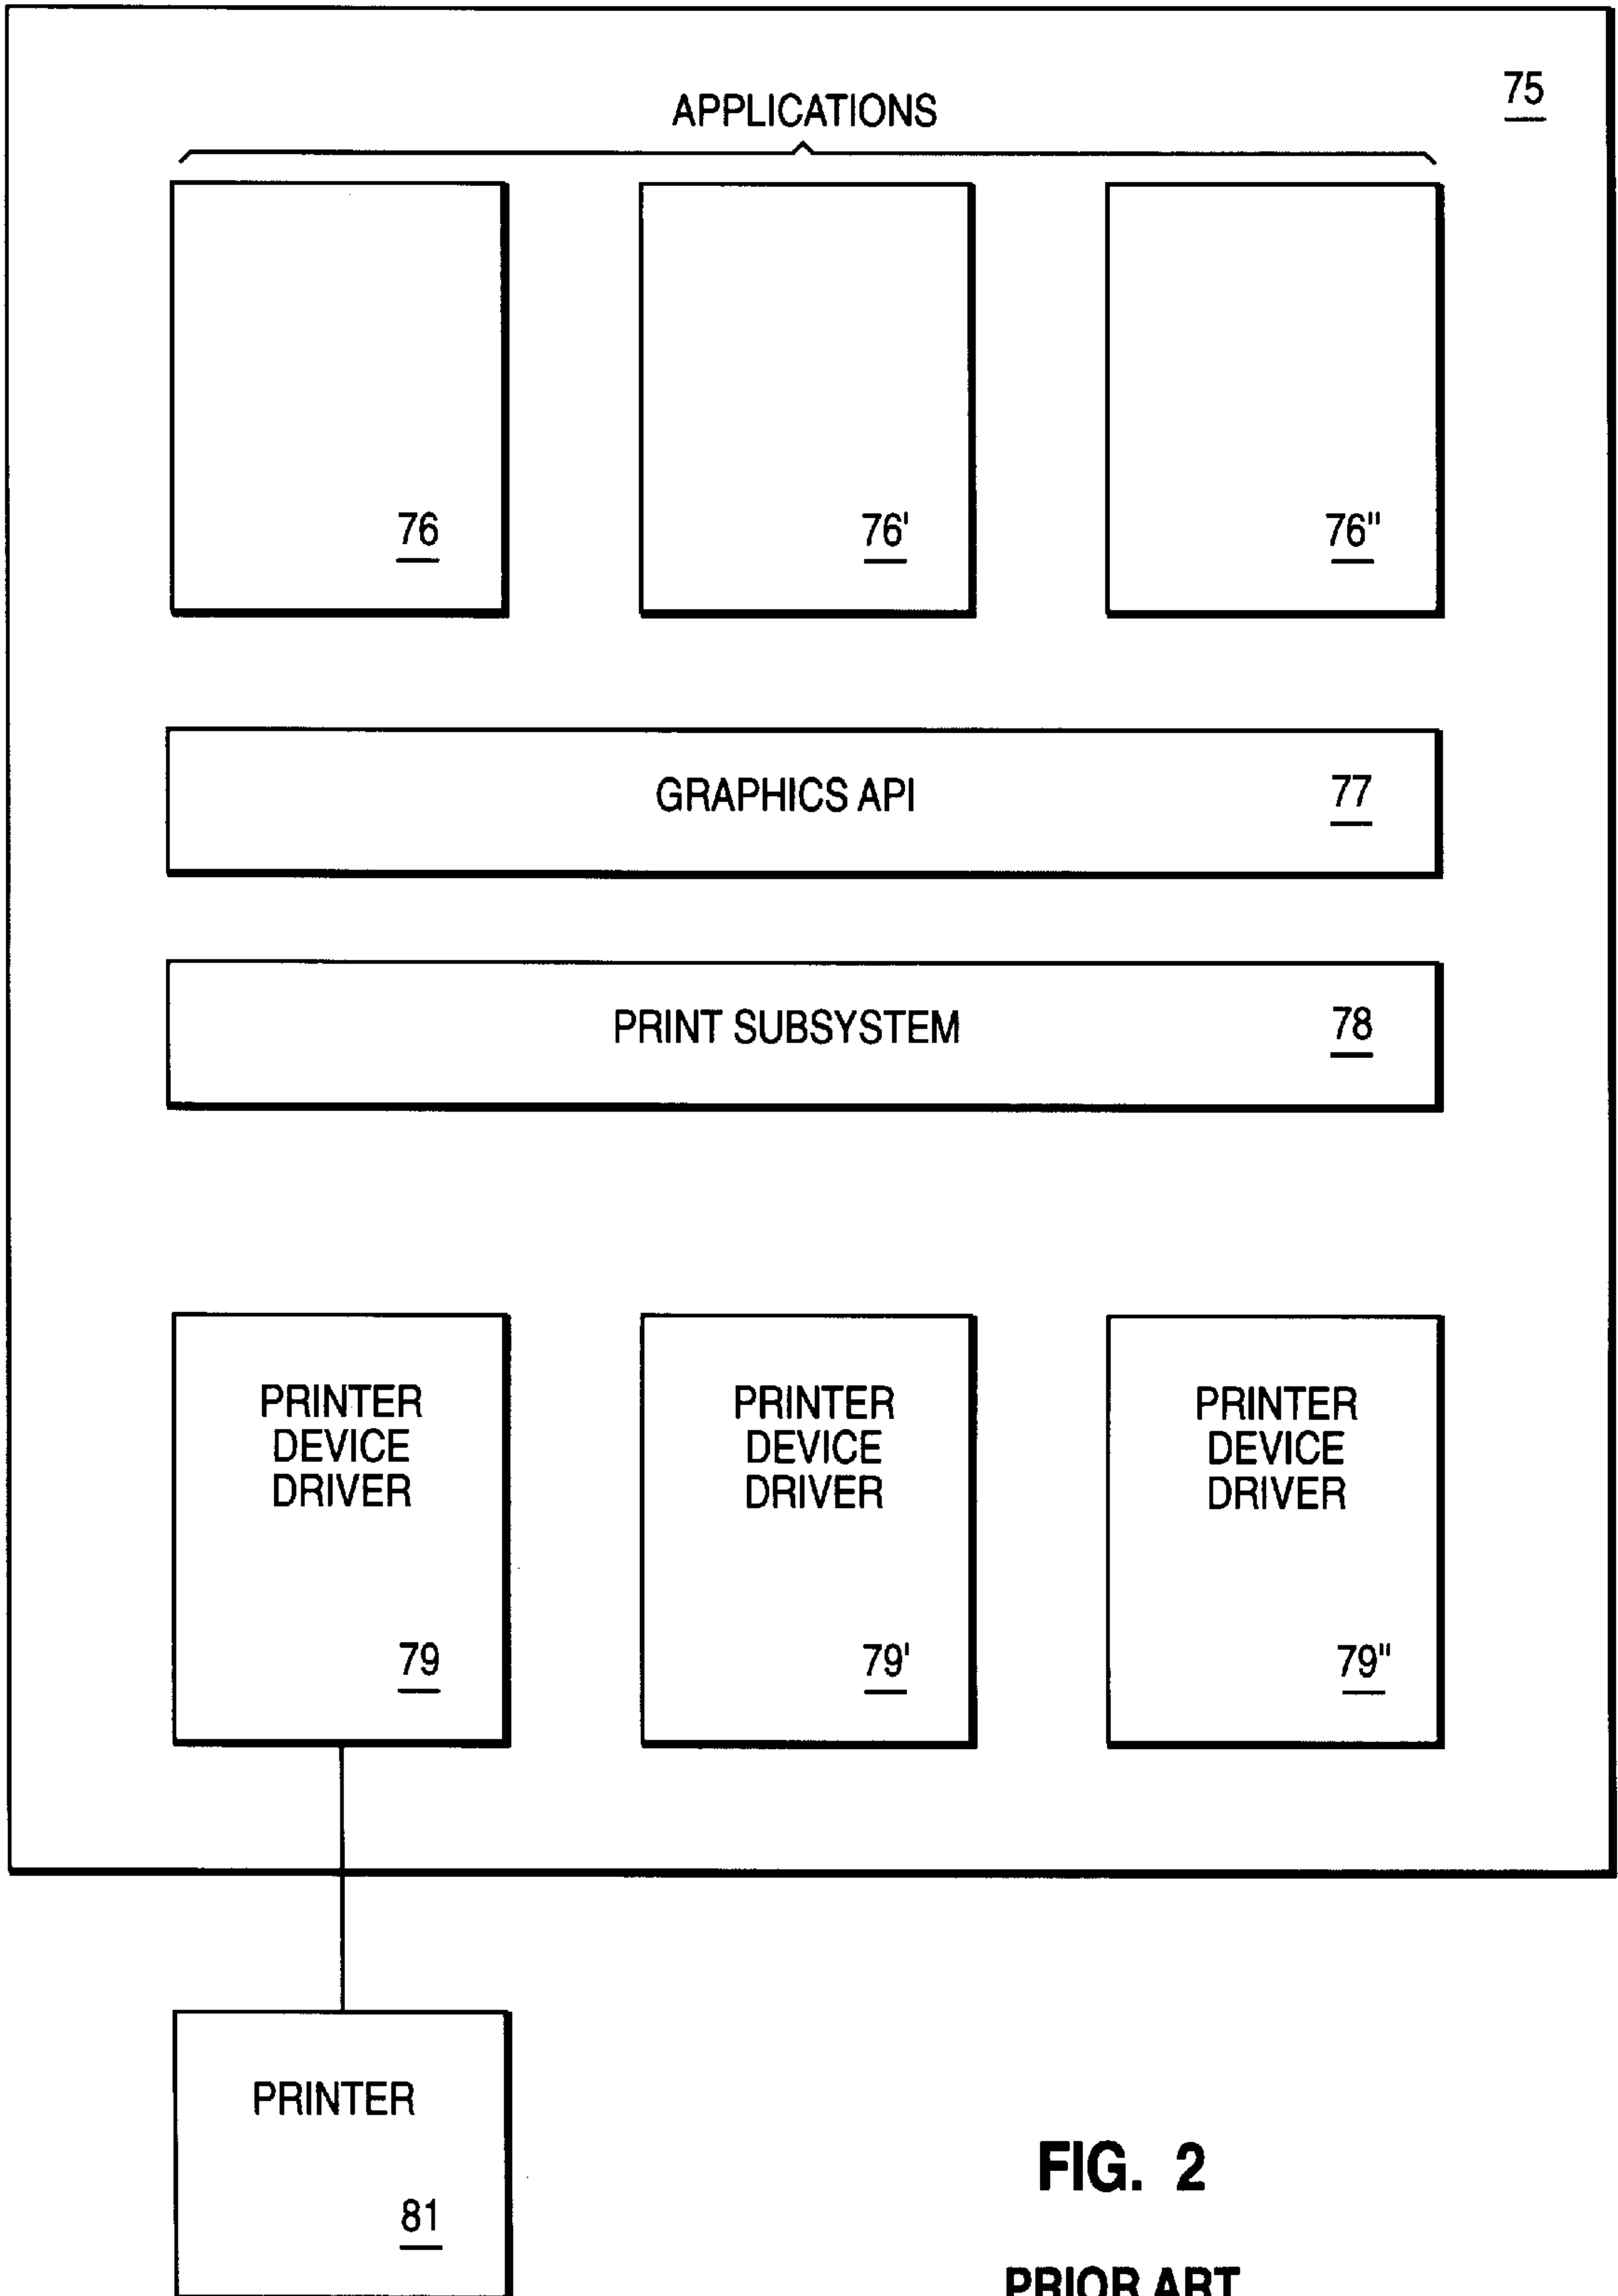 75
APPLICATIONS
76
76'
76"
GRAPHICS API
77
PRINT SUBSYSTEM
78
PRINTER
DEVICE
DRIVER
79
PRINTER
DEVICE
DRIVER
79'
PRINTER
DEVICE
DRIVER
79"
PRINTER
81
FIG. 2
PRIOR ART